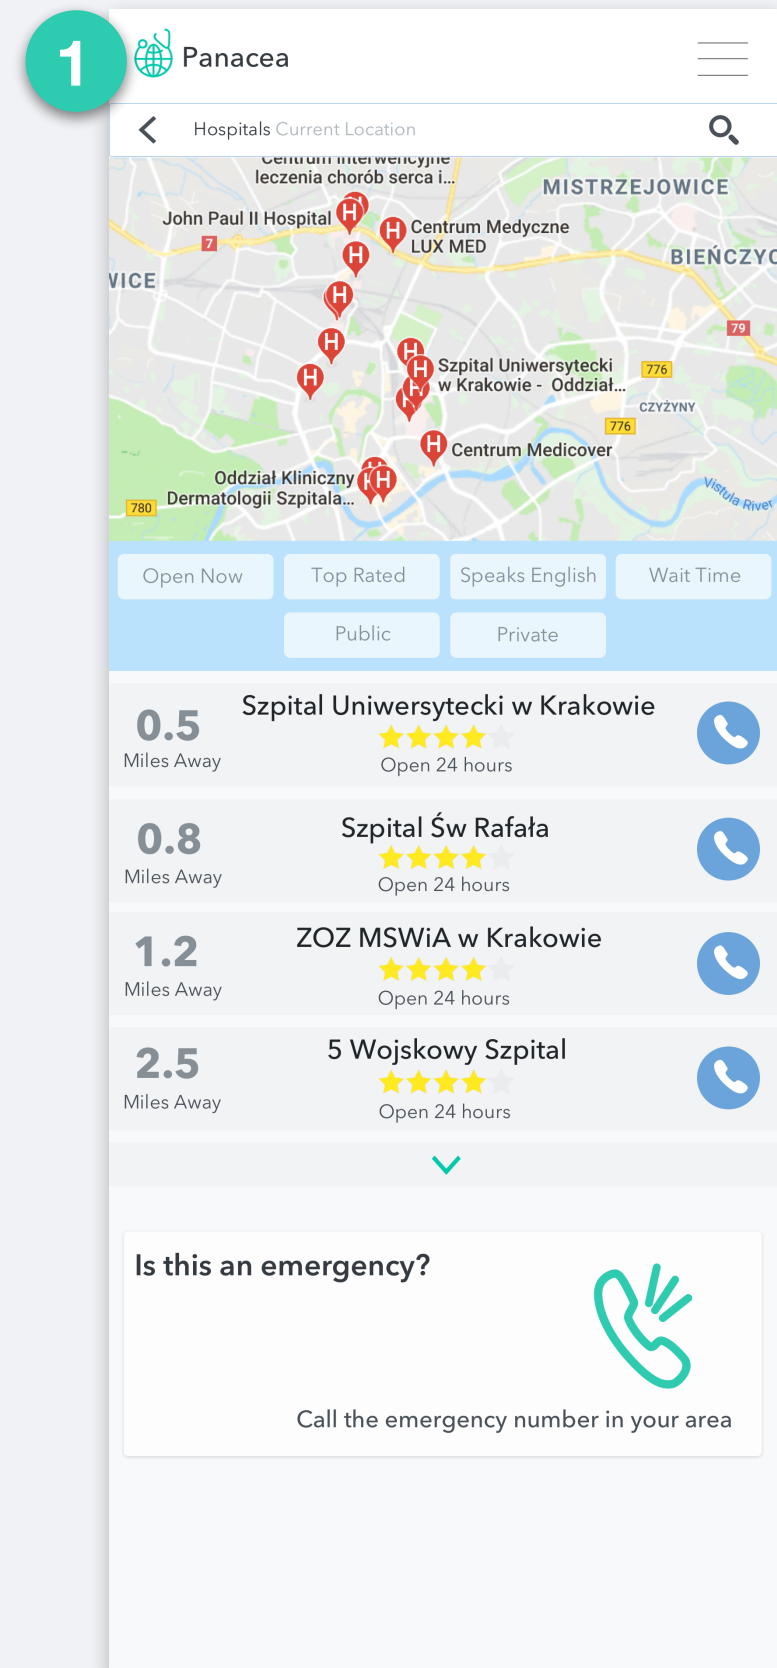 1
Panacea
Hospitals Current Location
Centrum Interwencyjne
leczenia chorób serca i...
MISTRZEJOWICE
John Paul II Hospital
H
H
Centrum Medyczne
LUX MED
7
H
BIEŃCZYC
WICE
H
79
H
H
H
Szpital Uniwersytecki
w Krakowie - Oddział...
776
H
H
H
CZYŻYNY
776
H
Centrum Medicover
Oddział Kliniczny
Dermatologii Szpitala...
H
H
H
Vistula River
780
Open Now
Top Rated
Speaks English
Wait Time
Public
Private
0.5
Miles Away
Szpital Uniwersytecki w Krakowie
Open 24 hours
0.8
Miles Away
Szpital Św Rafała
Open 24 hours
1.2
Miles Away
ZOZ MSWiA w Krakowie
Open 24 hours
2.5
Miles Away
5 Wojskowy Szpital
Open 24 hours
Is this an emergency?
Call the emergency number in your area